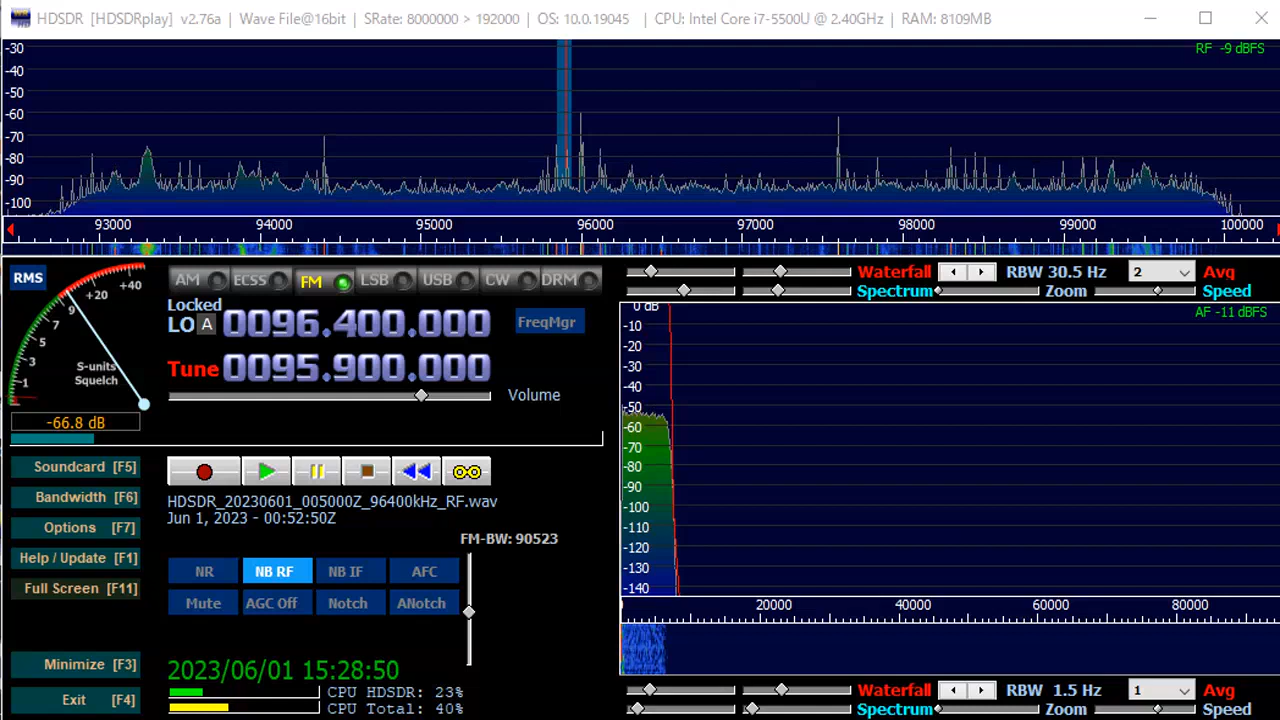 HDSDR [HDSDRplay] v2.76a | Wave File@16bit | SRate: 8000000 > 192000 | OS: 10.0.19045 | CPU: Intel Core i7-5500U @ 2.40GHz | RAM: 8109MB
RF -9 dBFS
-30
-40
-50
-60
-70
-80
-90
-100
93000 94000 95000 96000 97000 98000 99000 100000
RMS
+20 +40
9
7
5
3
1
S-units
Squelch
-66.8 dB
AM ECSS FM LSB USB CW DRM
Locked
LO A 0096.400.000 FreqMgr
Tune 0095.900.000
Volume
Waterfall RBW 30.5 Hz 2 Avg
Spectrum Zoom Speed
AF -11 dBFS
0 dB
-10
-20
-30
-40
-50
-60
-70
-80
-90
-100
-110
-120
-130
-140
0 20000 40000 60000 80000
Soundcard [F5]
Bandwidth [F6]
Options [F7]
Help / Update [F1]
Full Screen [F11]
Minimize [F3]
Exit [F4]
HDSDR_20230601_005000Z_96400kHz_RF.wav
Jun 1, 2023 - 00:52:50Z
FM-BW: 90523
NR NB RF NB IF AFC
Mute AGC Off Notch ANotch
2023/06/01 15:28:50
CPU HDSDR: 23%
CPU Total: 40%
Waterfall RBW 1.5 Hz 1 Avg
Spectrum Zoom Speed